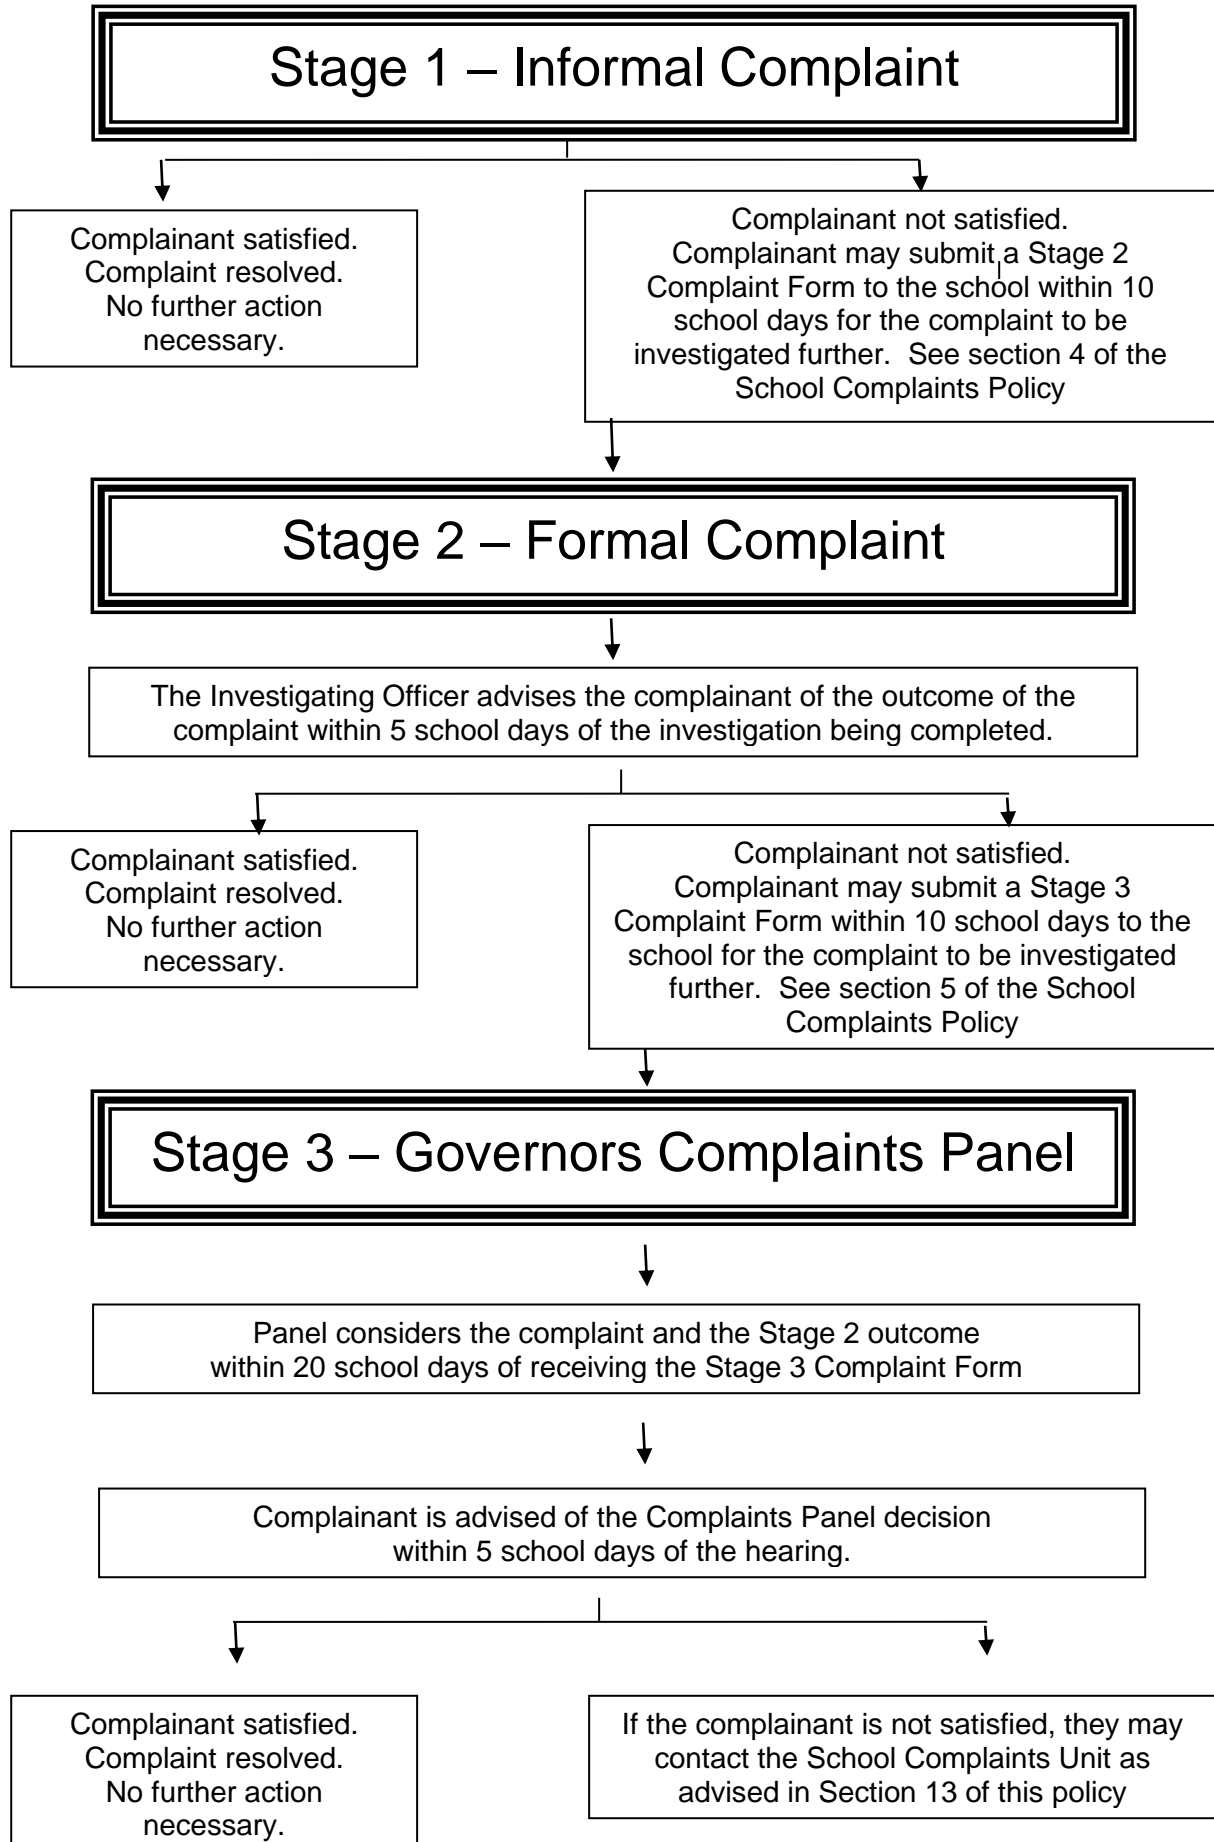 Stage 1 – Informal Complaint
Complainant satisfied.
Complaint resolved.
No further action
necessary.
Complainant not satisfied.
Complainant may submit a Stage 2
Complaint Form to the school within 10
school days for the complaint to be
investigated further.  See section 4 of the
School Complaints Policy
Stage 2 – Formal Complaint
The Investigating Officer advises the complainant of the outcome of the
complaint within 5 school days of the investigation being completed.
Complainant satisfied.
Complaint resolved.
No further action
necessary.
Complainant not satisfied.
Complainant may submit a Stage 3
Complaint Form within 10 school days to the
school for the complaint to be investigated
further.  See section 5 of the School
Complaints Policy
Stage 3 – Governors Complaints Panel
Panel considers the complaint and the Stage 2 outcome
within 20 school days of receiving the Stage 3 Complaint Form
Complainant is advised of the Complaints Panel decision
within 5 school days of the hearing.
Complainant satisfied.
Complaint resolved.
No further action
necessary.
If the complainant is not satisfied, they may
contact the School Complaints Unit as
advised in Section 13 of this policy